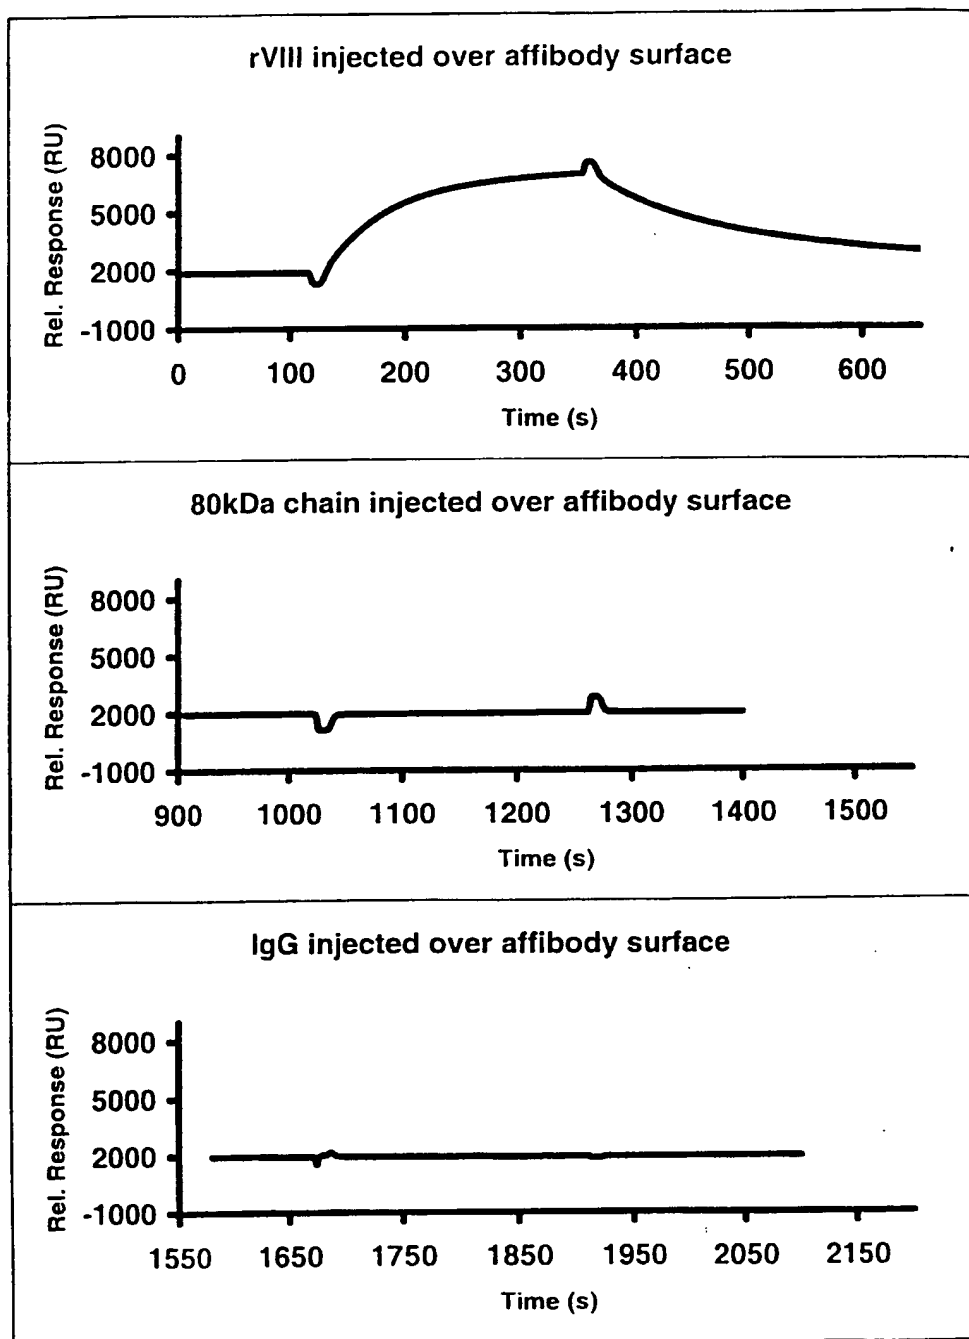 rVIII injected over affibody surface
Rel. Response (RU)
8000
5000
2000
-1000
0 100 200 300 400 500 600
Time (s)
80kDa chain injected over affibody surface
Rel. Response (RU)
8000
5000
2000
-1000
900 1000 1100 1200 1300 1400 1500
Time (s)
IgG injected over affibody surface
Rel. Response (RU)
8000
5000
2000
-1000
1550 1650 1750 1850 1950 2050 2150
Time (s)